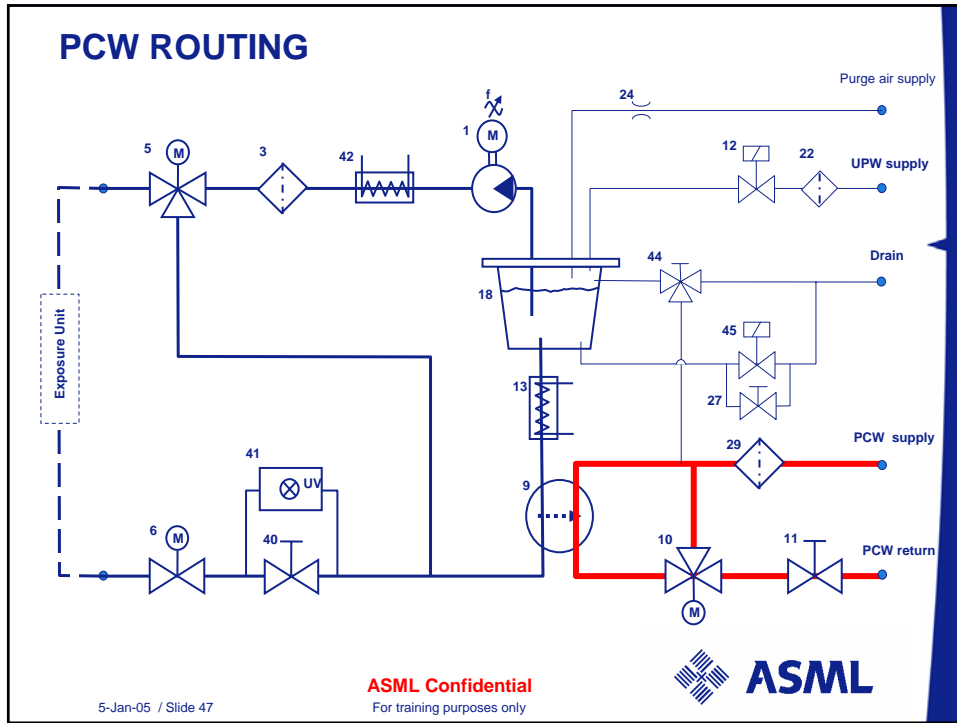 PCW ROUTING
Purge air supply
24
f
1
M
5
M
3
42
12
22
UPW supply
44
Drain
18
45
Exposure Unit
13
27
41
UV
9
29
PCW supply
6
M
40
10
11
PCW return
M
ASML
ASML Confidential
5-Jan-05 / Slide 47
For training purposes only